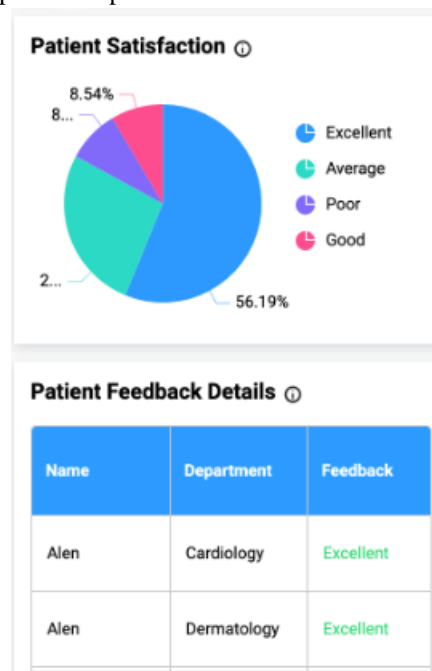 Patient Satisfaction
8.54%
8...
2...
56.19%
Excellent
Average
Poor
Good
Patient Feedback Details
Name Department Feedback
Alen Cardiology Excellent
Alen Dermatology Excellent